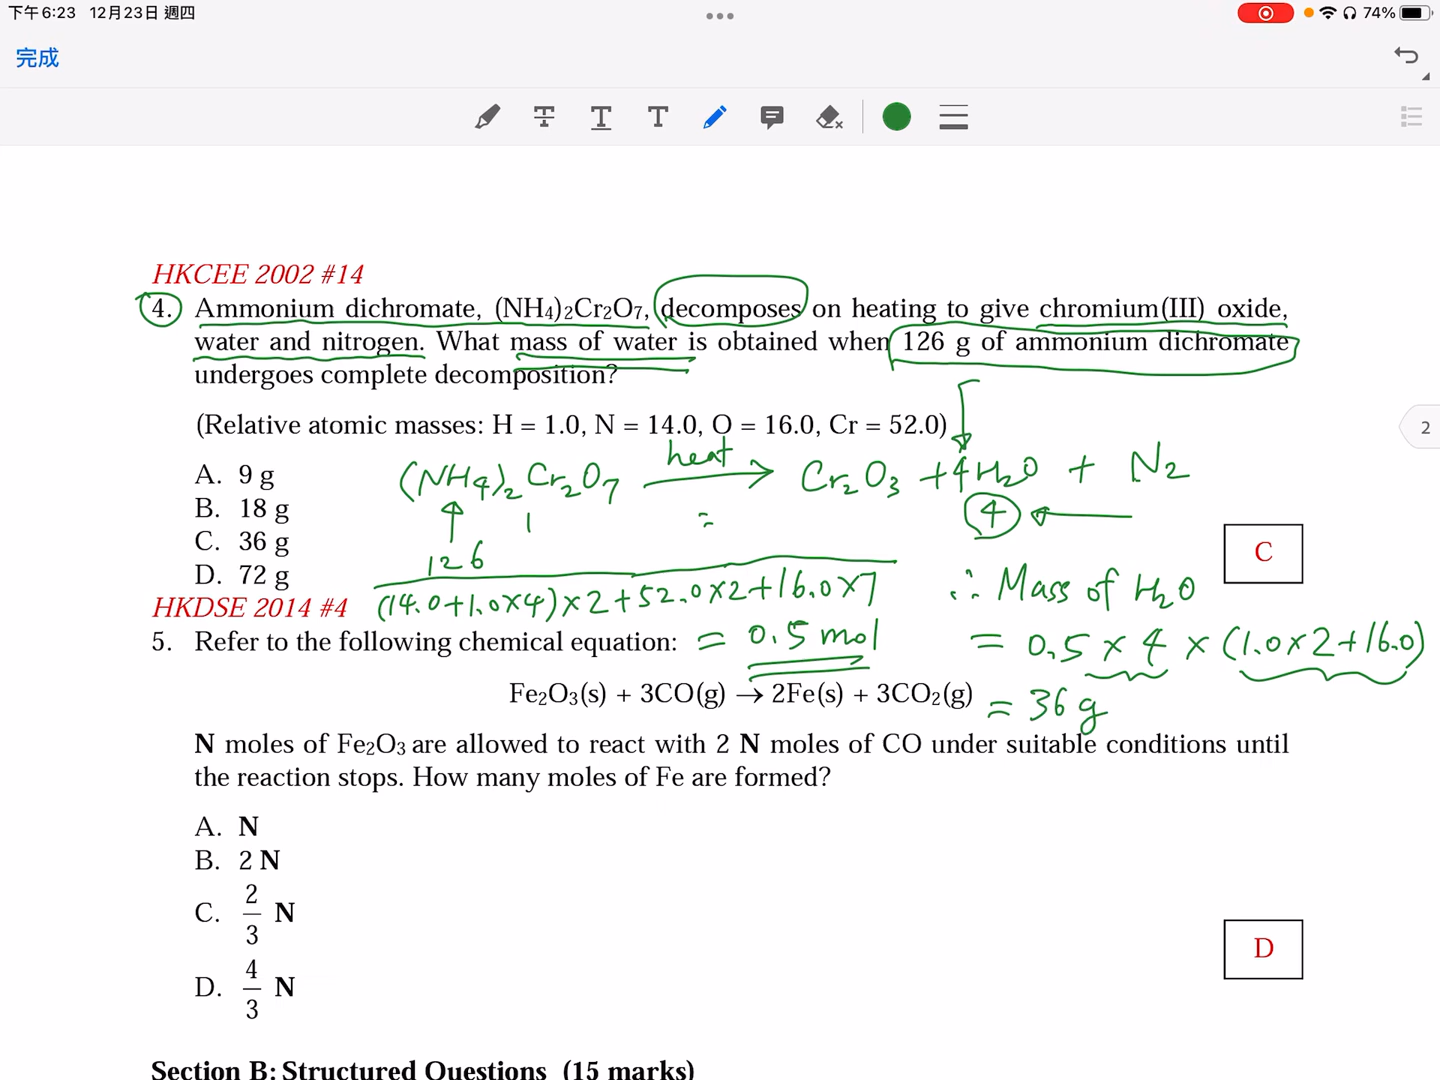 下午6:23 12月23日 週四
74%
完成
HKCEE 2002 #14
4. Ammonium dichromate, (NH4)2Cr2O7, decomposes on heating to give chromium(III) oxide,
water and nitrogen. What mass of water is obtained when 126 g of ammonium dichromate
undergoes complete decomposition?
(Relative atomic masses: H = 1.0, N = 14.0, O = 16.0, Cr = 52.0)
A. 9 g
B. 18 g
C. 36 g
D. 72 g
(NH4)2Cr2O7 heat → Cr2O3 + 4H2O + N2
1 : 4
126
(14.0+1.0×4)×2+52.0×2+16.0×7
= 0.5 mol
∴ Mass of H2O
= 0.5 × 4 × (1.0×2+16.0)
= 36 g
C
HKDSE 2014 #4
5. Refer to the following chemical equation:
Fe2O3(s) + 3CO(g) → 2Fe(s) + 3CO2(g)
N moles of Fe2O3 are allowed to react with 2 N moles of CO under suitable conditions until
the reaction stops. How many moles of Fe are formed?
A. N
B. 2 N
C. 2/3 N
D. 4/3 N
D
Section B: Structured Questions (15 marks)
2